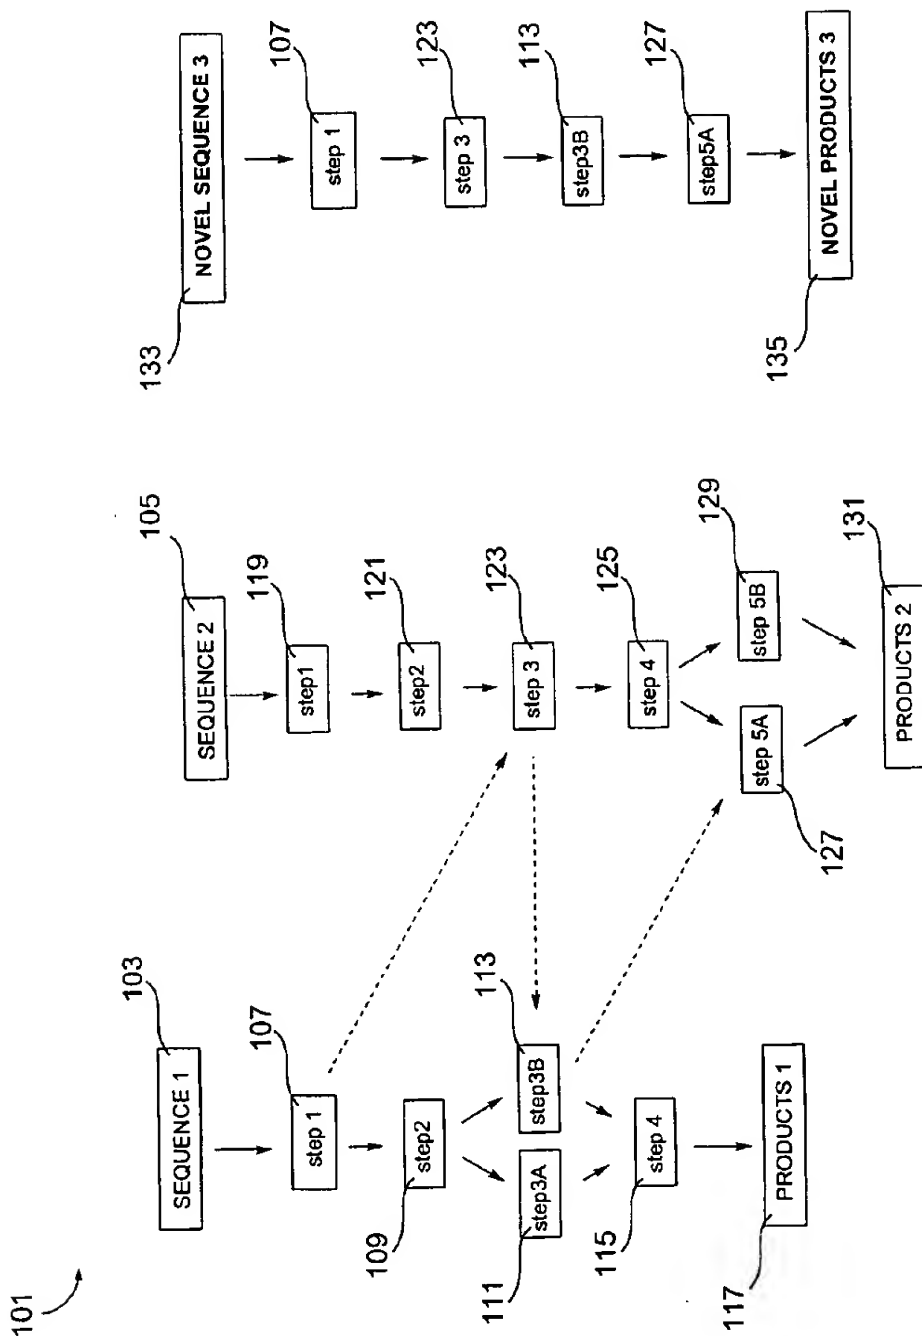 101
103
SEQUENCE 1
107
step 1
109
step2
111
step3A
113
step3B
115
step 4
117
PRODUCTS 1
105
SEQUENCE 2
119
step1
121
step2
123
step 3
125
step 4
127
step 5A
129
step 5B
131
PRODUCTS 2
133
NOVEL SEQUENCE 3
107
step 1
123
step 3
113
step3B
127
step5A
135
NOVEL PRODUCTS 3